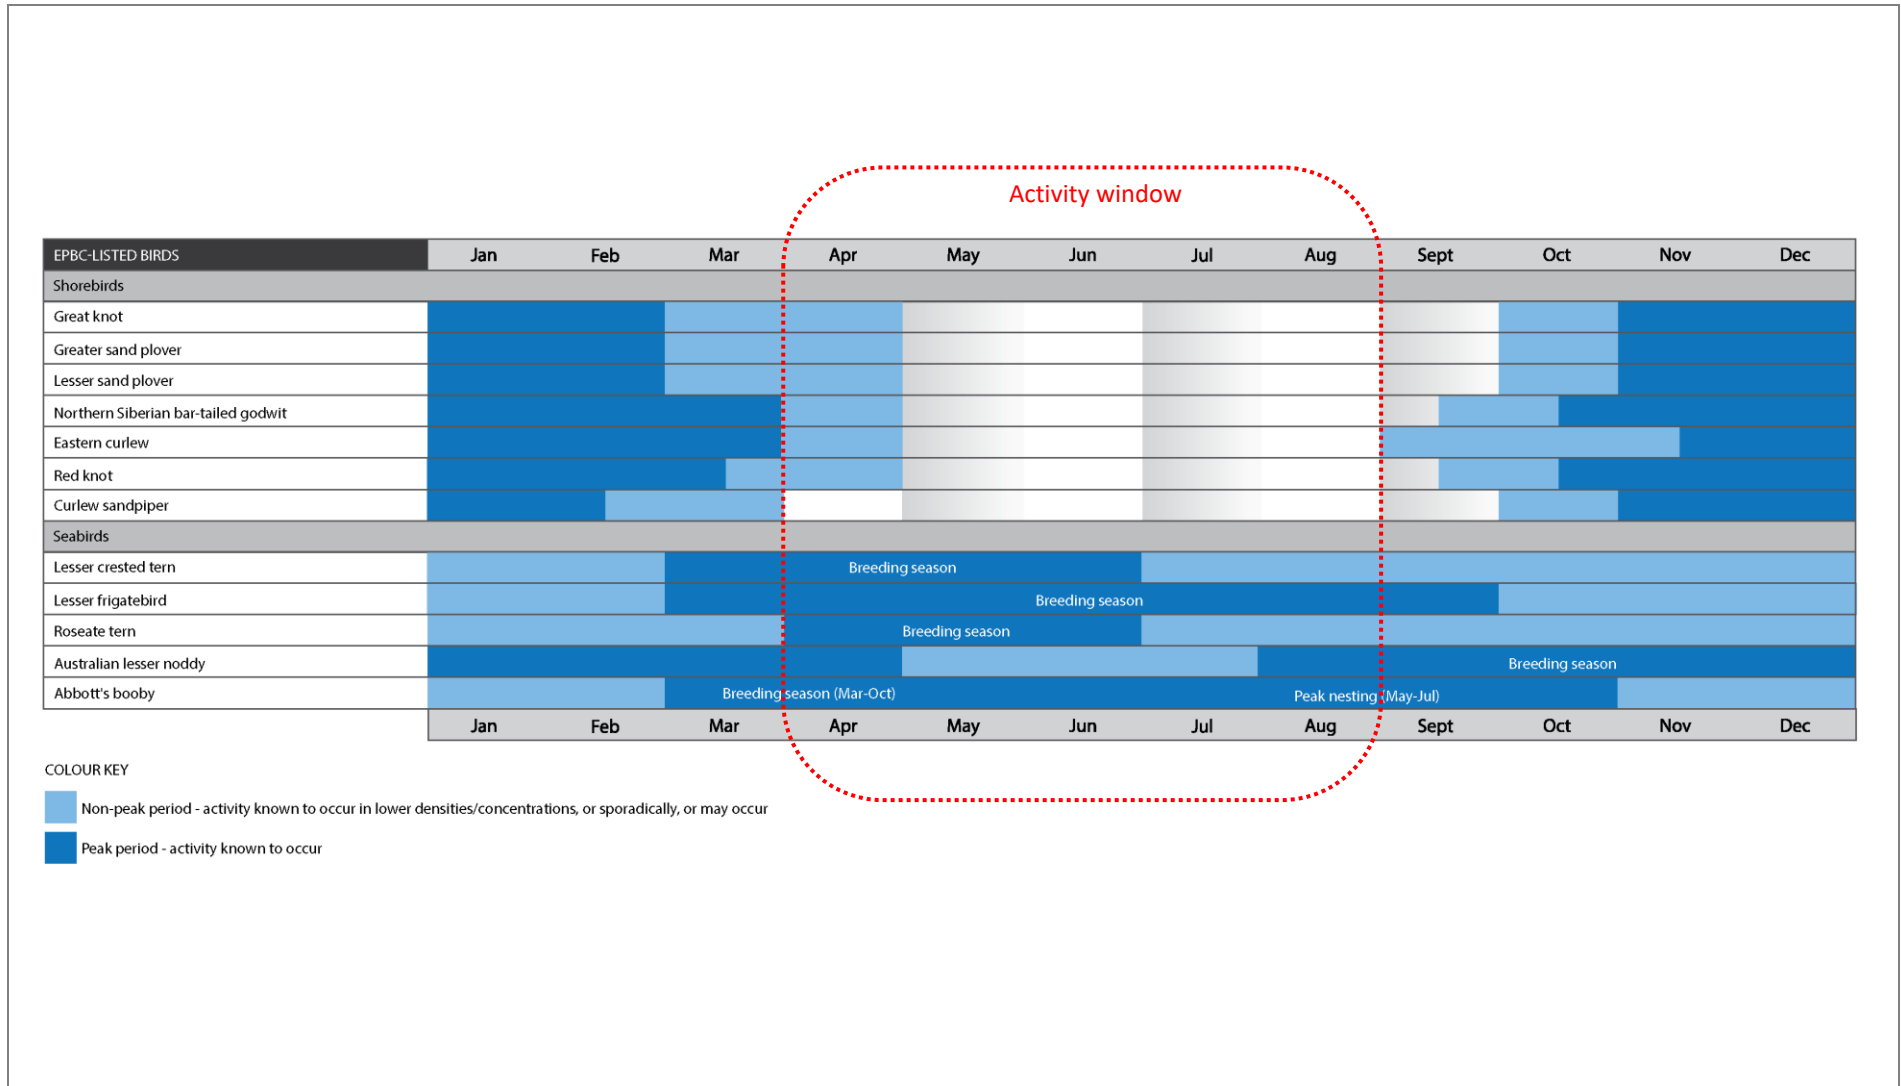 Activity window
EPBC-LISTED BIRDS Jan Feb Mar Apr May Jun Jul Aug Sept Oct Nov Dec
Shorebirds
Great knot
Greater sand plover
Lesser sand plover
Northern Siberian bar-tailed godwit
Eastern curlew
Red knot
Curlew sandpiper
Seabirds
Lesser crested tern Breeding season
Lesser frigatebird Breeding season
Roseate tern Breeding season
Australian lesser noddy Breeding season
Abbott's booby Breeding season (Mar-Oct) Peak nesting (May-Jul)
Jan Feb Mar Apr May Jun Jul Aug Sept Oct Nov Dec
COLOUR KEY
Non-peak period - activity known to occur in lower densities/concentrations, or sporadically, or may occur
Peak period - activity known to occur